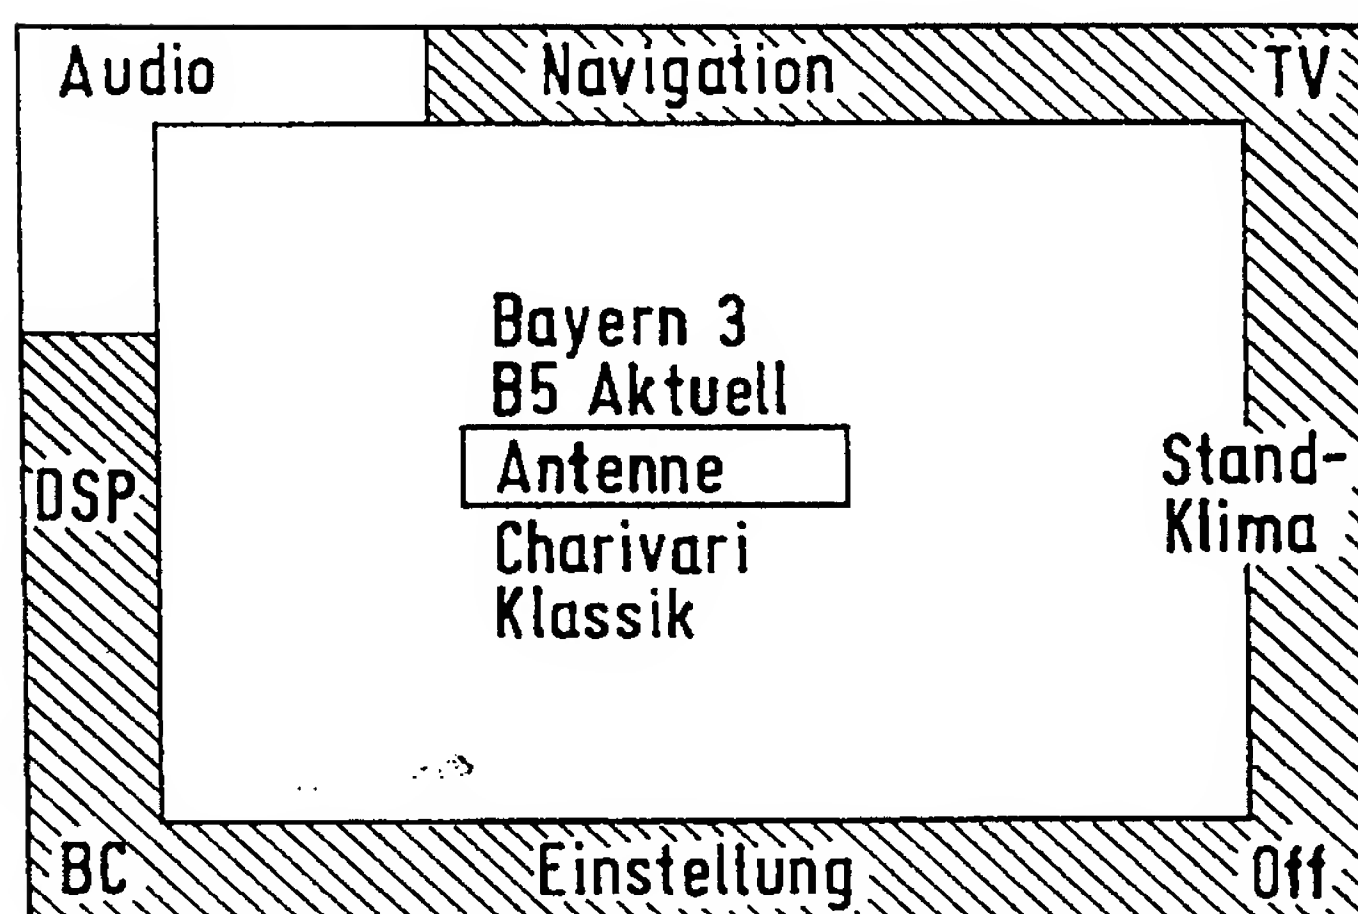 Audio
Navigation
TV
Bayern 3
B5 Aktuell
Antenne
Charivari
Klassik
DSP
Stand-
Klima
BC
Einstellung
Off